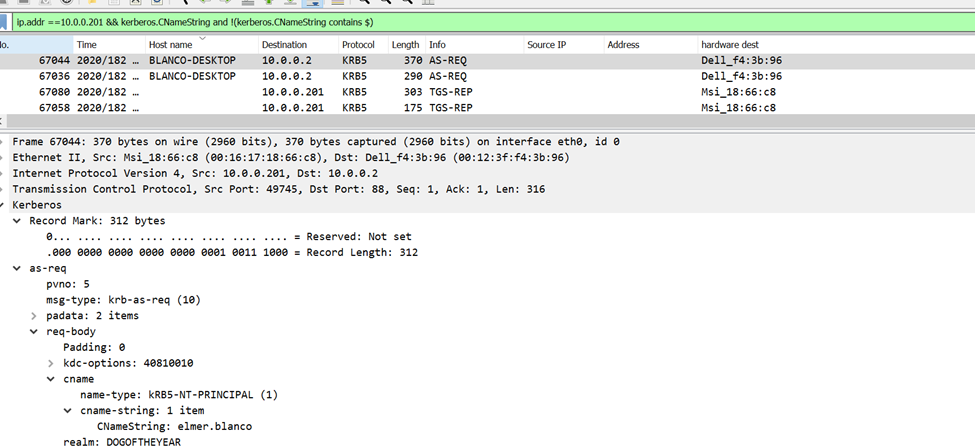 ip.addr ==10.0.0.201 && kerberos.CNameString and !(kerberos.CNameString contains $)
No. Time Host name Destination Protocol Length Info Source IP Address hardware dest
67044 2020/182 … BLANCO-DESKTOP 10.0.0.2 KRB5 370 AS-REQ Dell_f4:3b:96
67036 2020/182 … BLANCO-DESKTOP 10.0.0.2 KRB5 290 AS-REQ Dell_f4:3b:96
67080 2020/182 … 10.0.0.201 KRB5 303 TGS-REP Msi_18:66:c8
67058 2020/182 … 10.0.0.201 KRB5 175 TGS-REP Msi_18:66:c8
Frame 67044: 370 bytes on wire (2960 bits), 370 bytes captured (2960 bits) on interface eth0, id 0
Ethernet II, Src: Msi_18:66:c8 (00:16:17:18:66:c8), Dst: Dell_f4:3b:96 (00:12:3f:f4:3b:96)
Internet Protocol Version 4, Src: 10.0.0.201, Dst: 10.0.0.2
Transmission Control Protocol, Src Port: 49745, Dst Port: 88, Seq: 1, Ack: 1, Len: 316
Kerberos
Record Mark: 312 bytes
0... .... .... .... .... .... .... .... = Reserved: Not set
.000 0000 0000 0000 0000 0001 0011 1000 = Record Length: 312
as-req
pvno: 5
msg-type: krb-as-req (10)
padata: 2 items
req-body
Padding: 0
kdc-options: 40810010
cname
name-type: kRB5-NT-PRINCIPAL (1)
cname-string: 1 item
CNameString: elmer.blanco
realm: DOGOFTHEYEAR